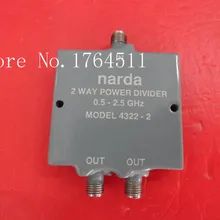 Store No: 1764511
narda
2 WAY POWER DIVIDER
0.5 - 2.5 GHz
MODEL 4322 - 2
OUT OUT